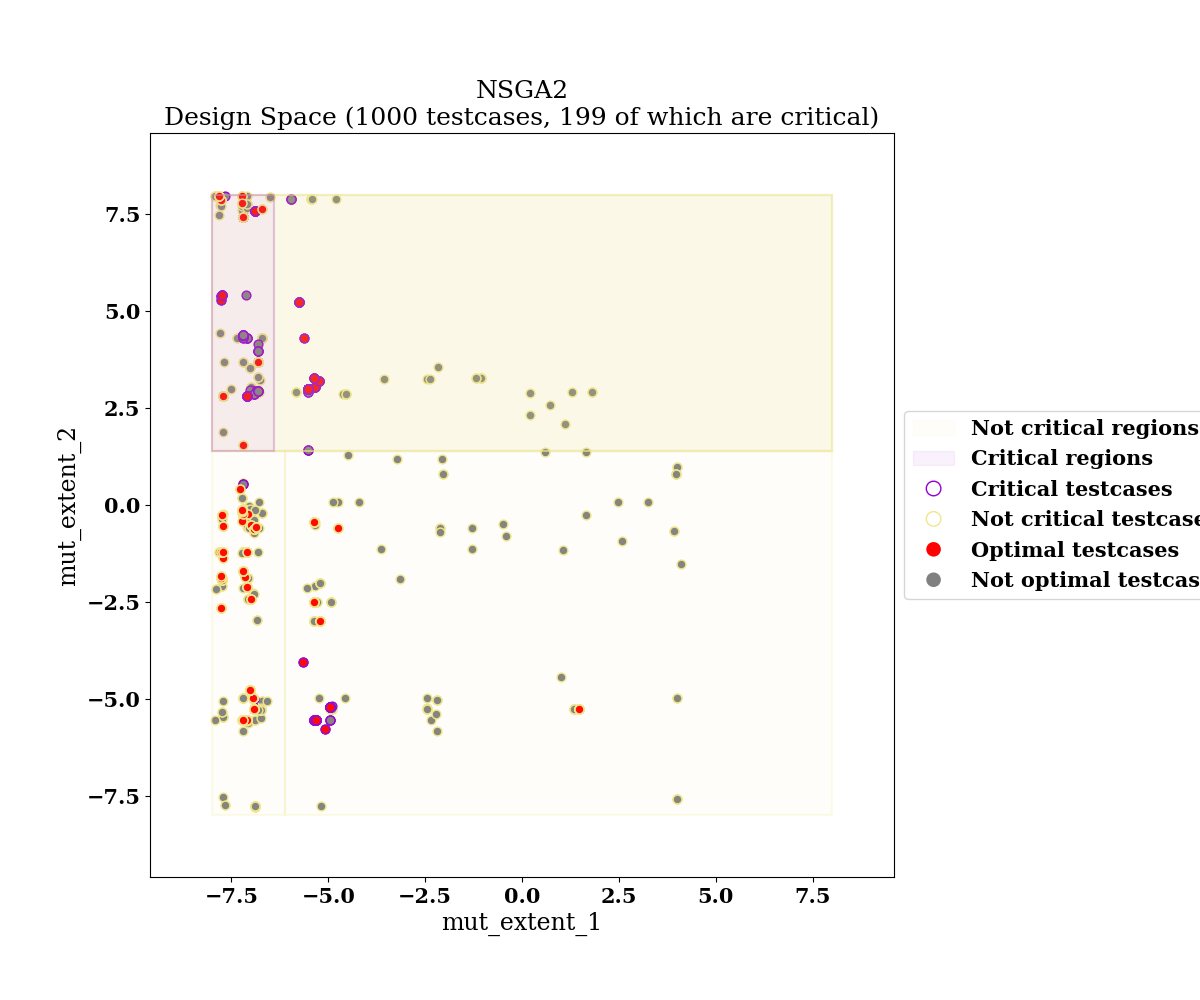 NSGA2
Design Space (1000 testcases, 199 of which are critical)
7.5
5.0
2.5
0.0
−2.5
−5.0
−7.5
mut_extent_2
−7.5 −5.0 −2.5 0.0 2.5 5.0 7.5
mut_extent_1
Not critical regions
Critical regions
Critical testcases
Not critical testcase
Optimal testcases
Not optimal testcas